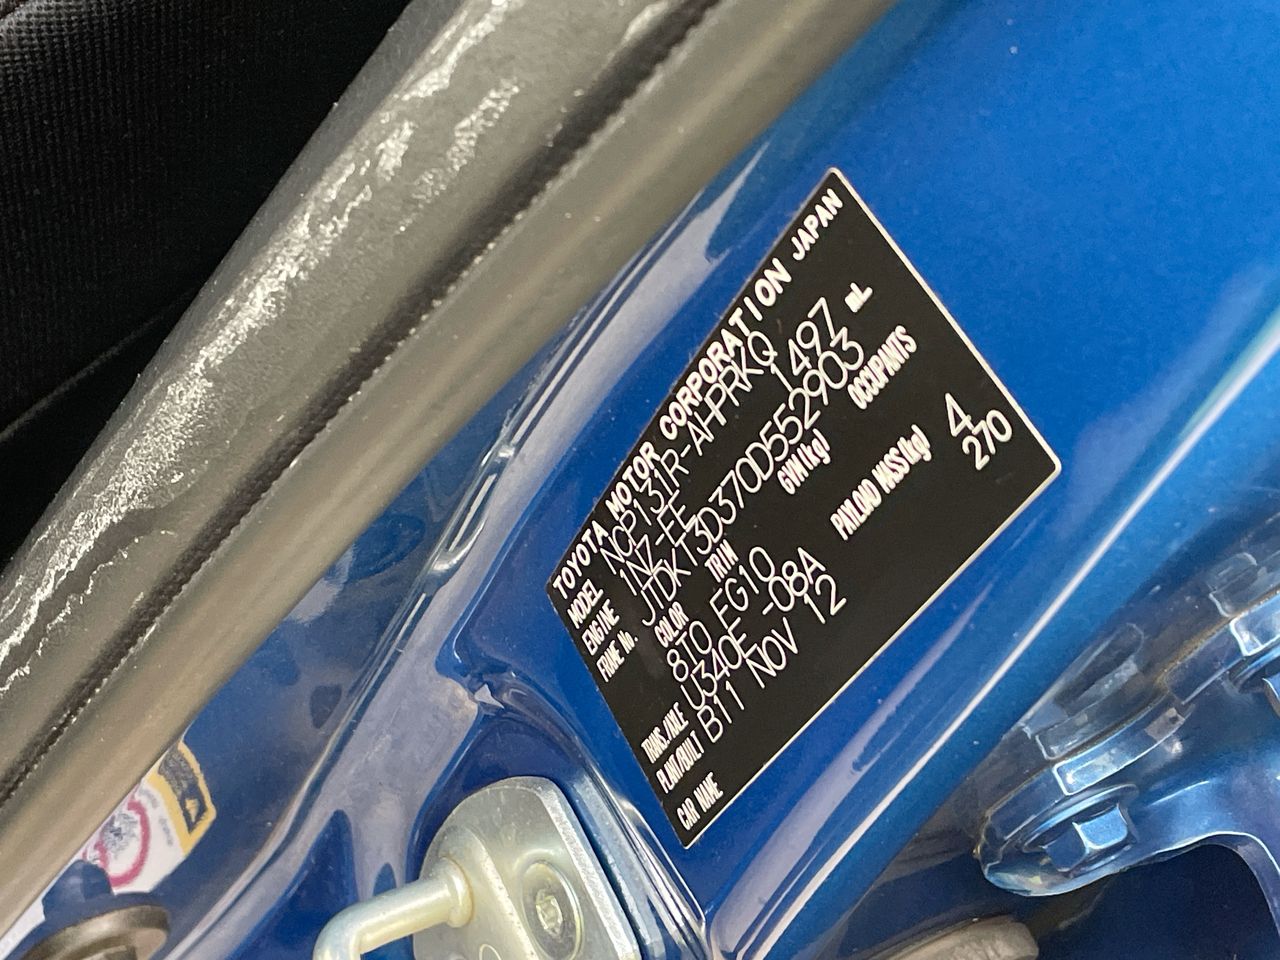 TOYOTA MOTOR CORPORATION JAPAN
MODEL NCP131R-AHPRKQ
ENGINE 1NZ-FE 1497 mL
FRAME No. JTDKT3D370D552903
COLOR TRIM GVM(kg) OCCUPANTS
8T0 FG10 4
TRANS./AXLE U340E -08A PAYLOAD MASS(kg) 270
PLANT/BUILT B11 NOV 12
CAR NAME